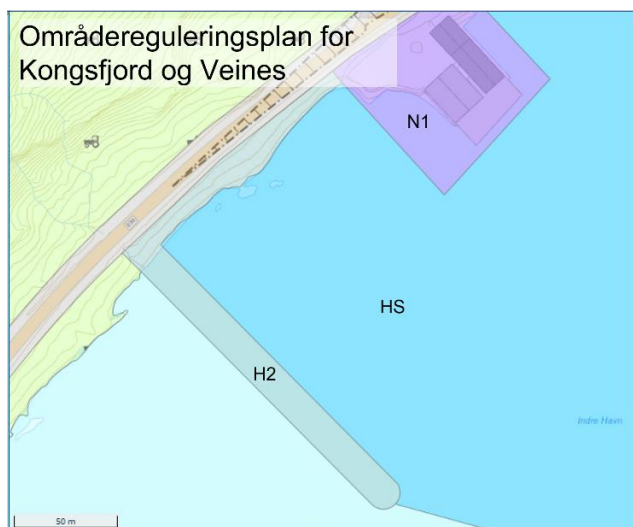 Områdereguleringsplan for
Kongsfjord og Veines
N1
HS
H2
Indre Havn
50 m